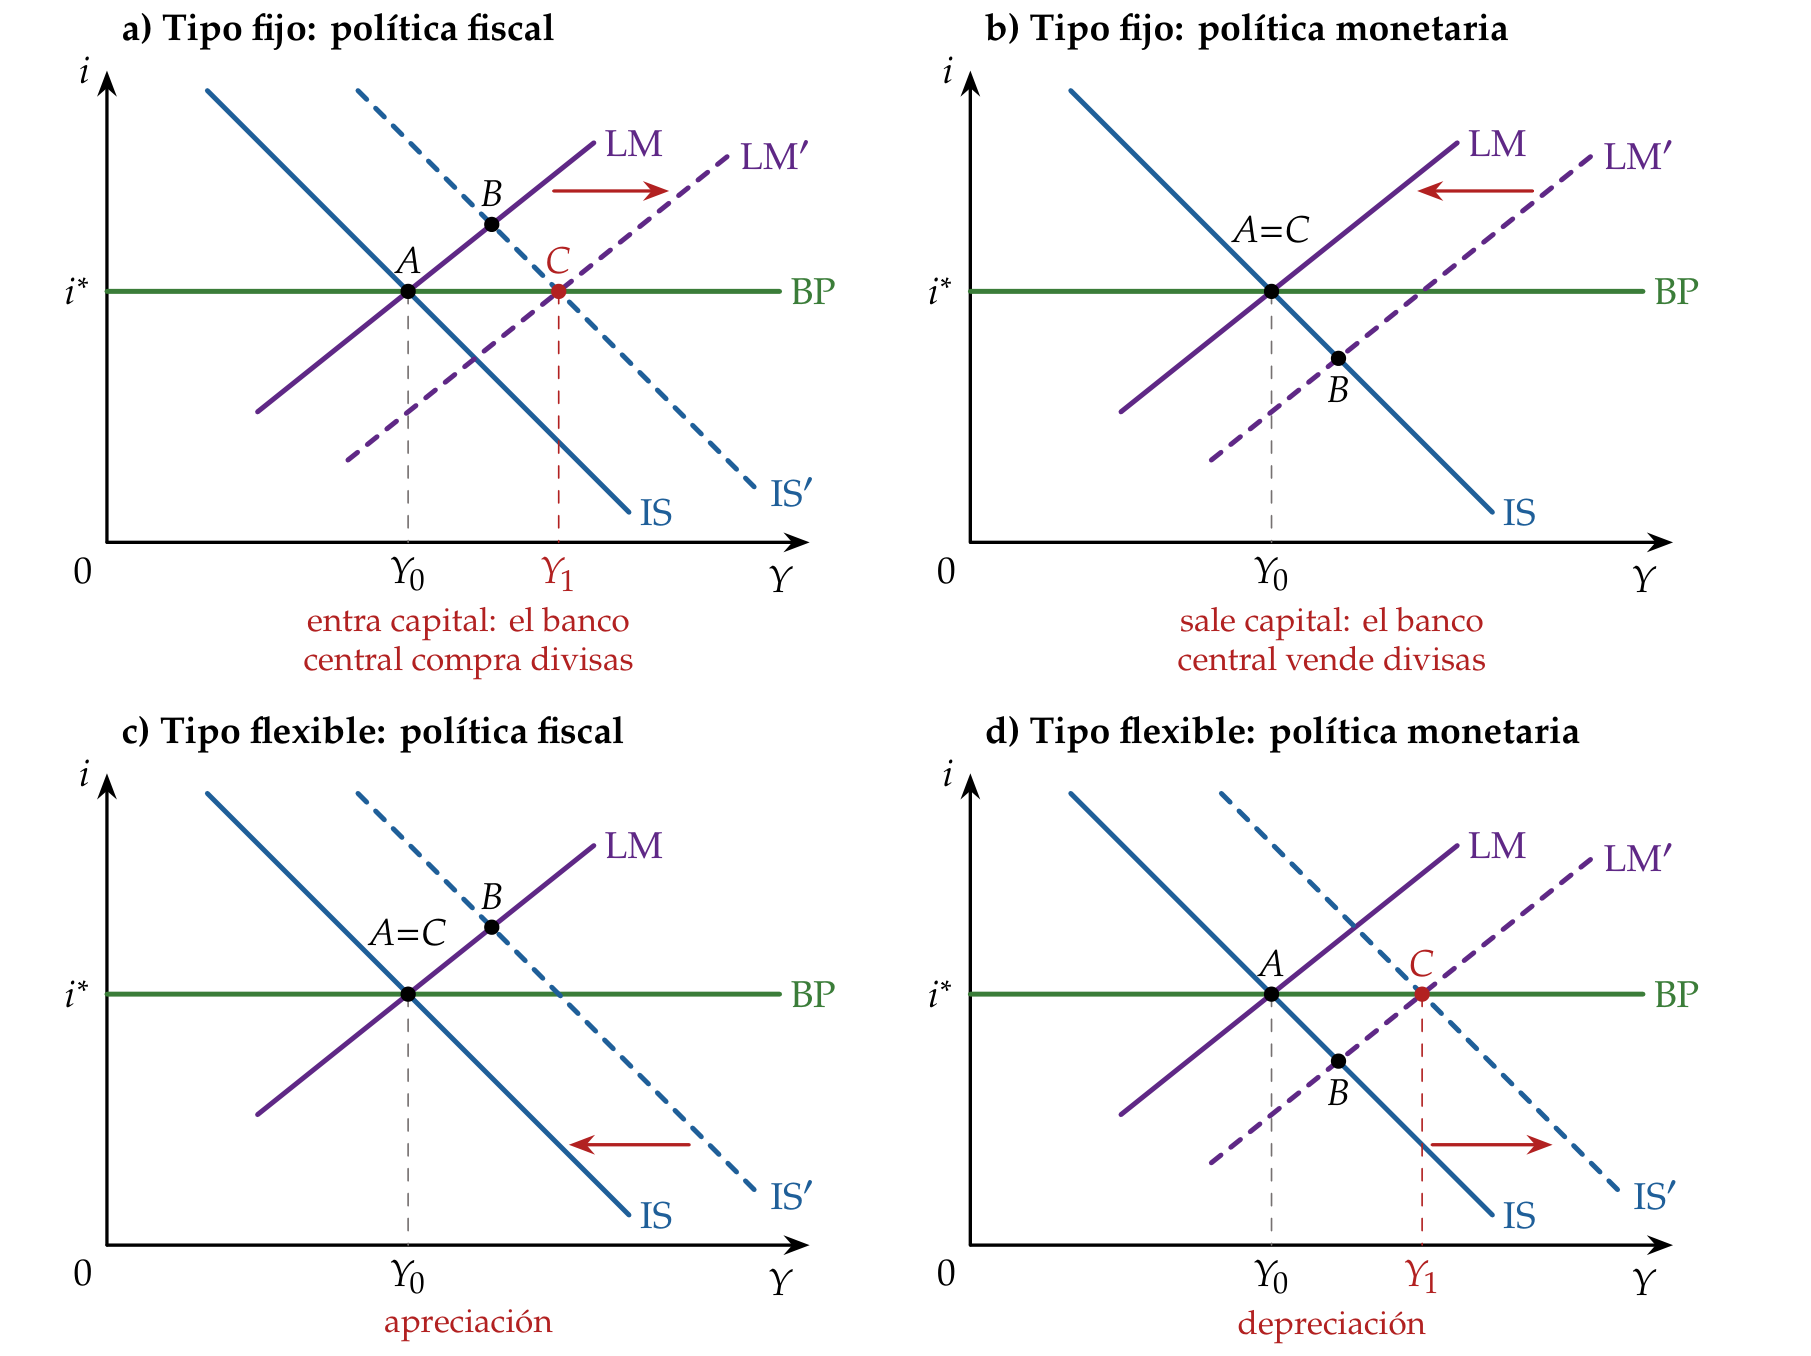 a) Tipo fijo: política fiscal
i
LM
LM′
B
A
C
i*
BP
IS′
IS
0
Y0
Y1
Y
entra capital: el banco
central compra divisas
b) Tipo fijo: política monetaria
i
LM
LM′
A=C
i*
BP
B
IS
0
Y0
Y
sale capital: el banco
central vende divisas
c) Tipo flexible: política fiscal
i
LM
B
A=C
i*
BP
IS′
IS
0
Y0
Y
apreciación
d) Tipo flexible: política monetaria
i
LM
LM′
A
C
i*
BP
B
IS′
IS
0
Y0
Y1
Y
depreciación